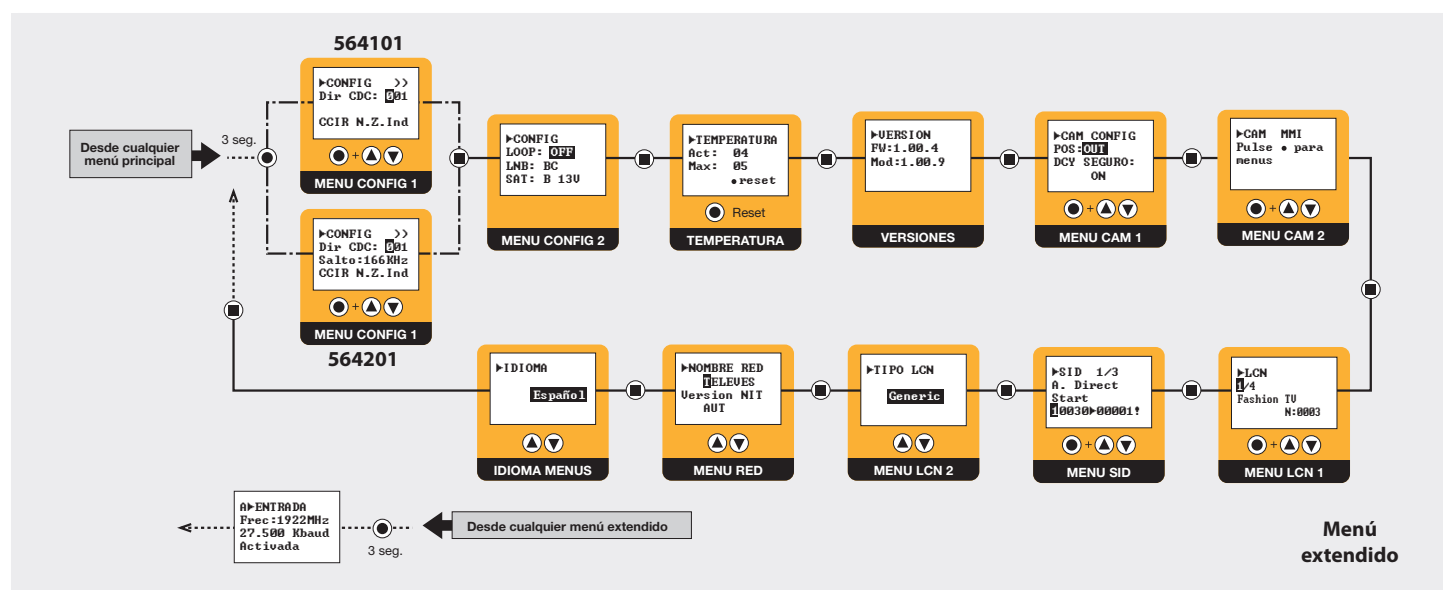 564101
►CONFIG >>
Dir CDC: 001
CCIR N.Z.Ind
+
MENU CONFIG 1
Desde cualquier
menú principal
3 seg.
►CONFIG >>
Dir CDC: 001
Salto:166KHz
CCIR N.Z.Ind
+
MENU CONFIG 1
564201
►CONFIG
LOOP: OFF
LNB: BC
SAT: B 13V
MENU CONFIG 2
►TEMPERATURA
Act: 04
Max: 05
●reset
Reset
TEMPERATURA
►VERSION
FW:1.00.4
Mod:1.00.9
VERSIONES
►CAM CONFIG
POS:OUT
DCY SEGURO:
ON
+
MENU CAM 1
►CAM MMI
Pulse ● para
menus
+
MENU CAM 2
►IDIOMA
Español
IDIOMA MENUS
►NOMBRE RED
TELEVES
Version NIT
AUT
MENU RED
►TIPO LCN
Generic
MENU LCN 2
►SID 1/3
A. Direct
Start
10030►00001!
+
MENU SID
►LCN
1/4
Fashion TV
N:0003
+
MENU LCN 1
A►ENTRADA
Frec:1922MHz
27.500 Kbaud
Activada
3 seg.
Desde cualquier menú extendido
Menú
extendido